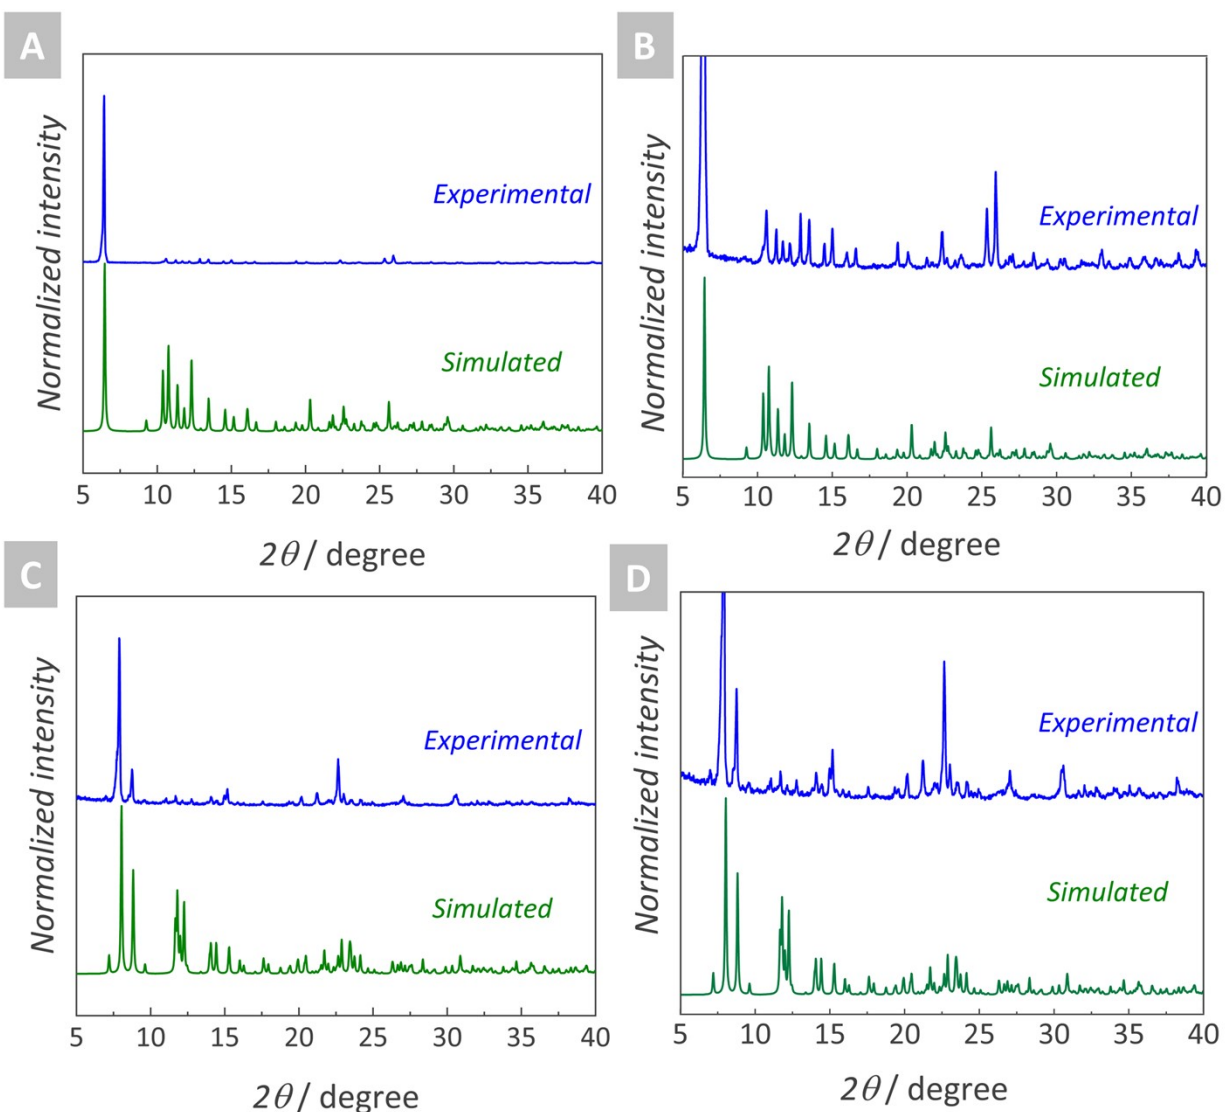 A
Normalized intensity
Experimental
Simulated
5 10 15 20 25 30 35 40
2θ / degree
B
Normalized intensity
Experimental
Simulated
5 10 15 20 25 30 35 40
2θ / degree
C
Normalized intensity
Experimental
Simulated
5 10 15 20 25 30 35 40
2θ / degree
D
Normalized intensity
Experimental
Simulated
5 10 15 20 25 30 35 40
2θ / degree